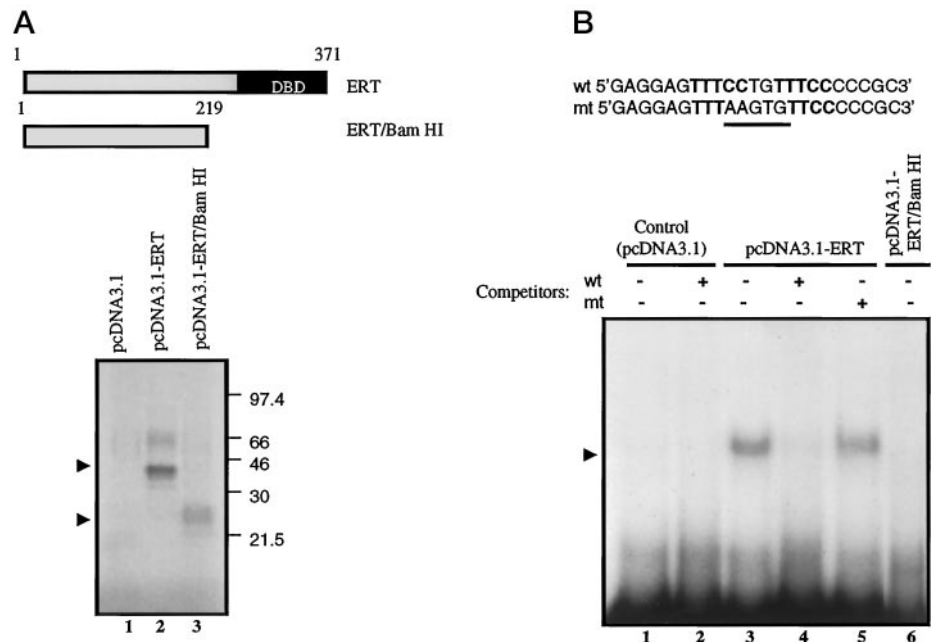 A
1 371
DBD
ERT
1 219
ERT/Bam HI
pcDNA3.1
pcDNA3.1-ERT
pcDNA3.1-ERT/Bam HI
97.4
66
46
30
21.5
1 2 3
B
wt 5'GAGGAGTTTCCTGTTTCCCCCGC3'
mt 5'GAGGAGTTTAAGTGTTCCCCCGC3'
Control
(pcDNA3.1)
pcDNA3.1-ERT
pcDNA3.1-
ERT/Bam HI
Competitors:
wt - + - + - -
mt - - - - + -
1 2 3 4 5 6